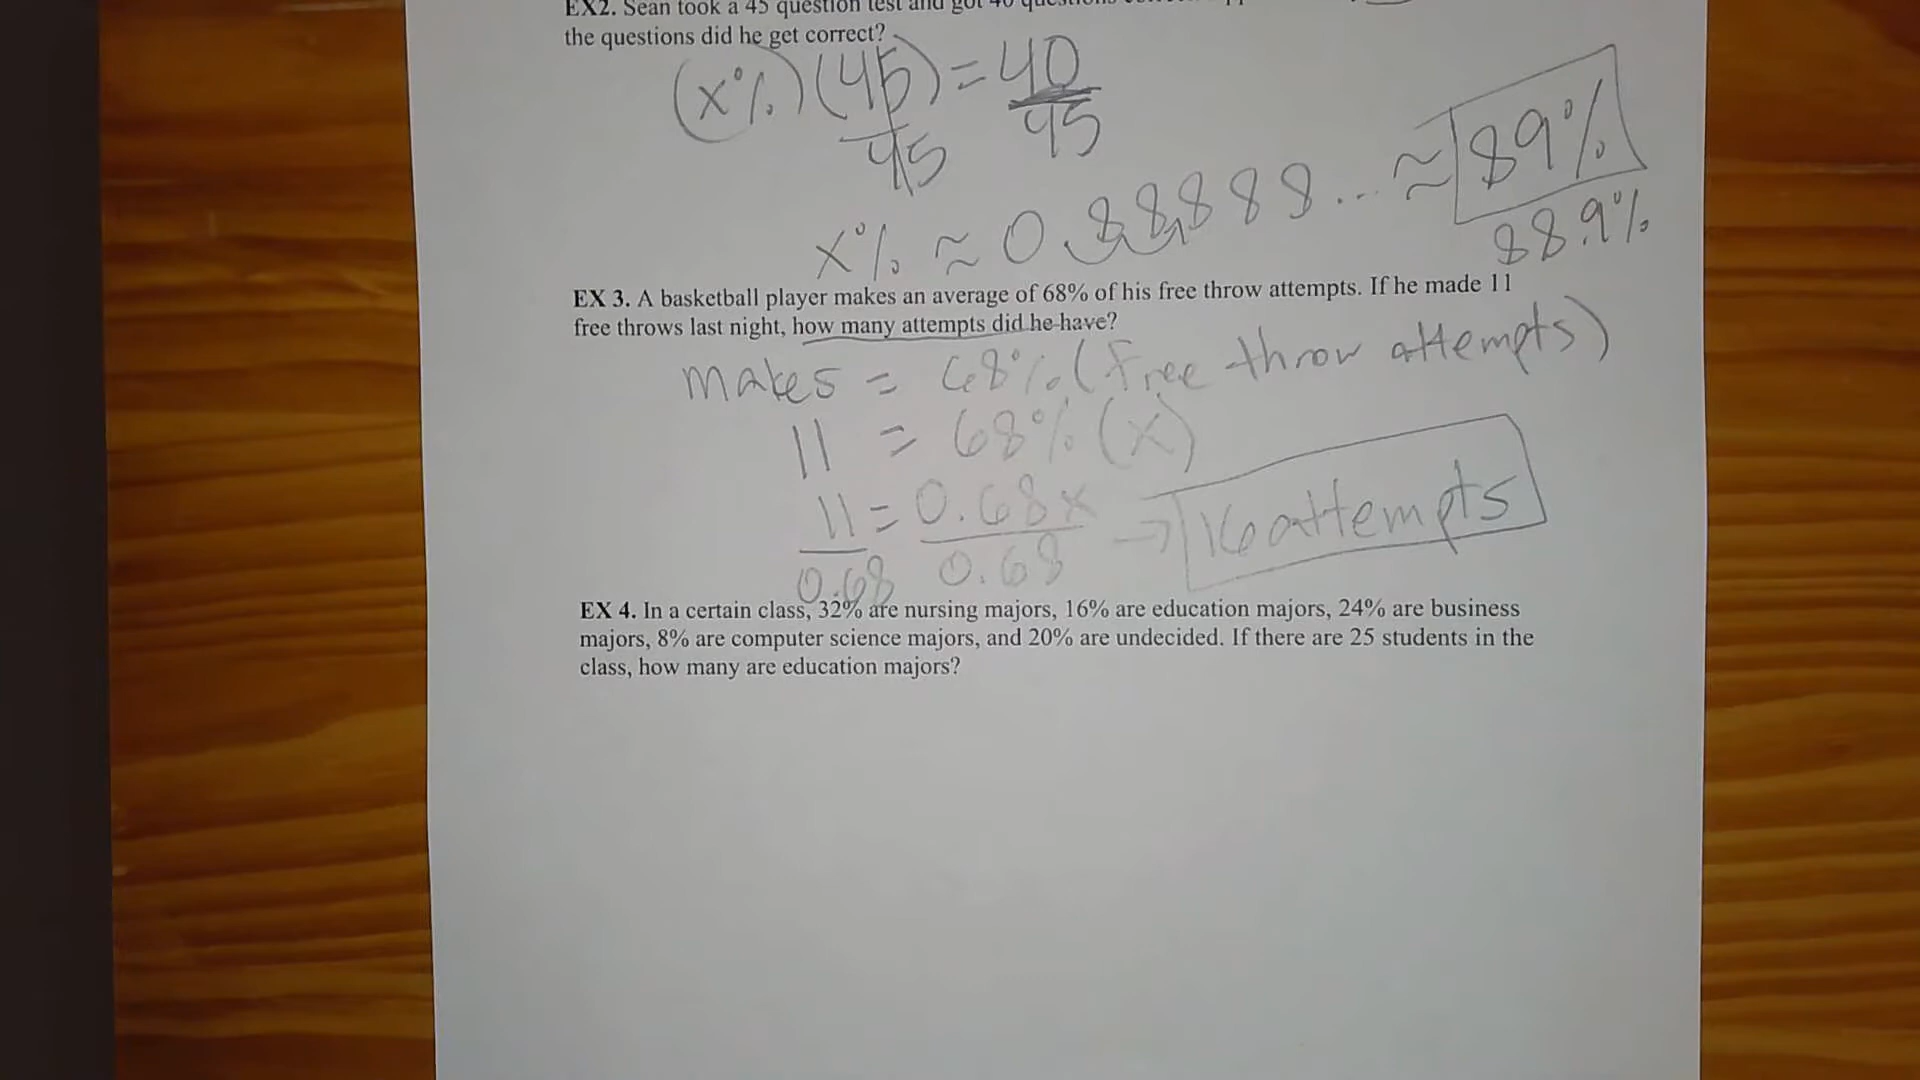 EX2. Sean took a 45 question test and got 40 questions
the questions did he get correct?
(x%)(45) = 40
45 45
x% ≈ 0.88888... ≈ 89%
88.9%
EX 3. A basketball player makes an average of 68% of his free throw attempts. If he made 11
free throws last night, how many attempts did he have?
makes = 68% (Free throw attempts)
11 = 68% (x)
11 = 0.68x → 16 attempts
0.68 0.68
EX 4. In a certain class, 32% are nursing majors, 16% are education majors, 24% are business
majors, 8% are computer science majors, and 20% are undecided. If there are 25 students in the
class, how many are education majors?